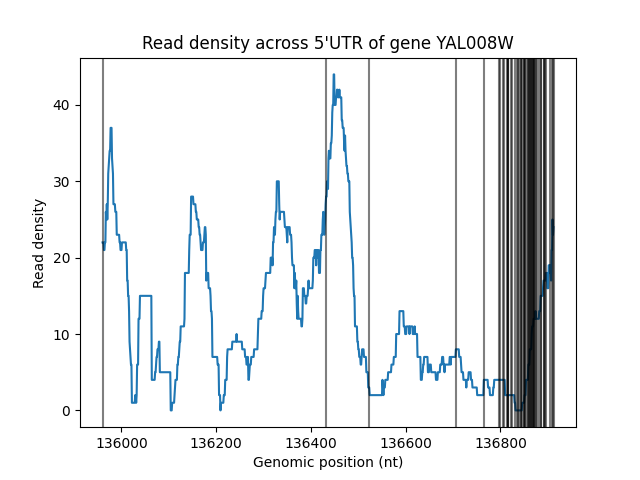 Read density across 5'UTR of gene YAL008W
Read density
40
30
20
10
0
136000 136200 136400 136600 136800
Genomic position (nt)